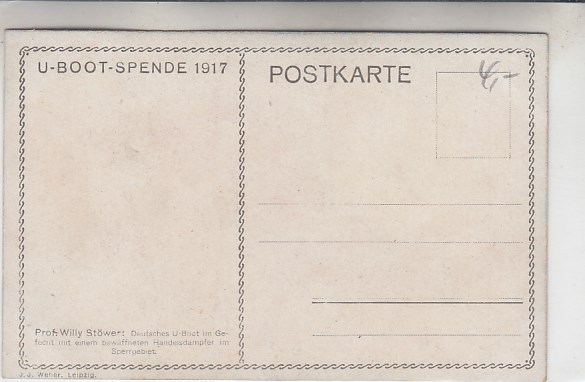 U-BOOT-SPENDE 1917
POSTKARTE
4,-
Prof. Willy Stöwer: Deutsches U-Boot im Ge-
fecht mit einem bewaffneten Handelsdampfer im
Sperrgebiet.
J. J. Weber, Leipzig.